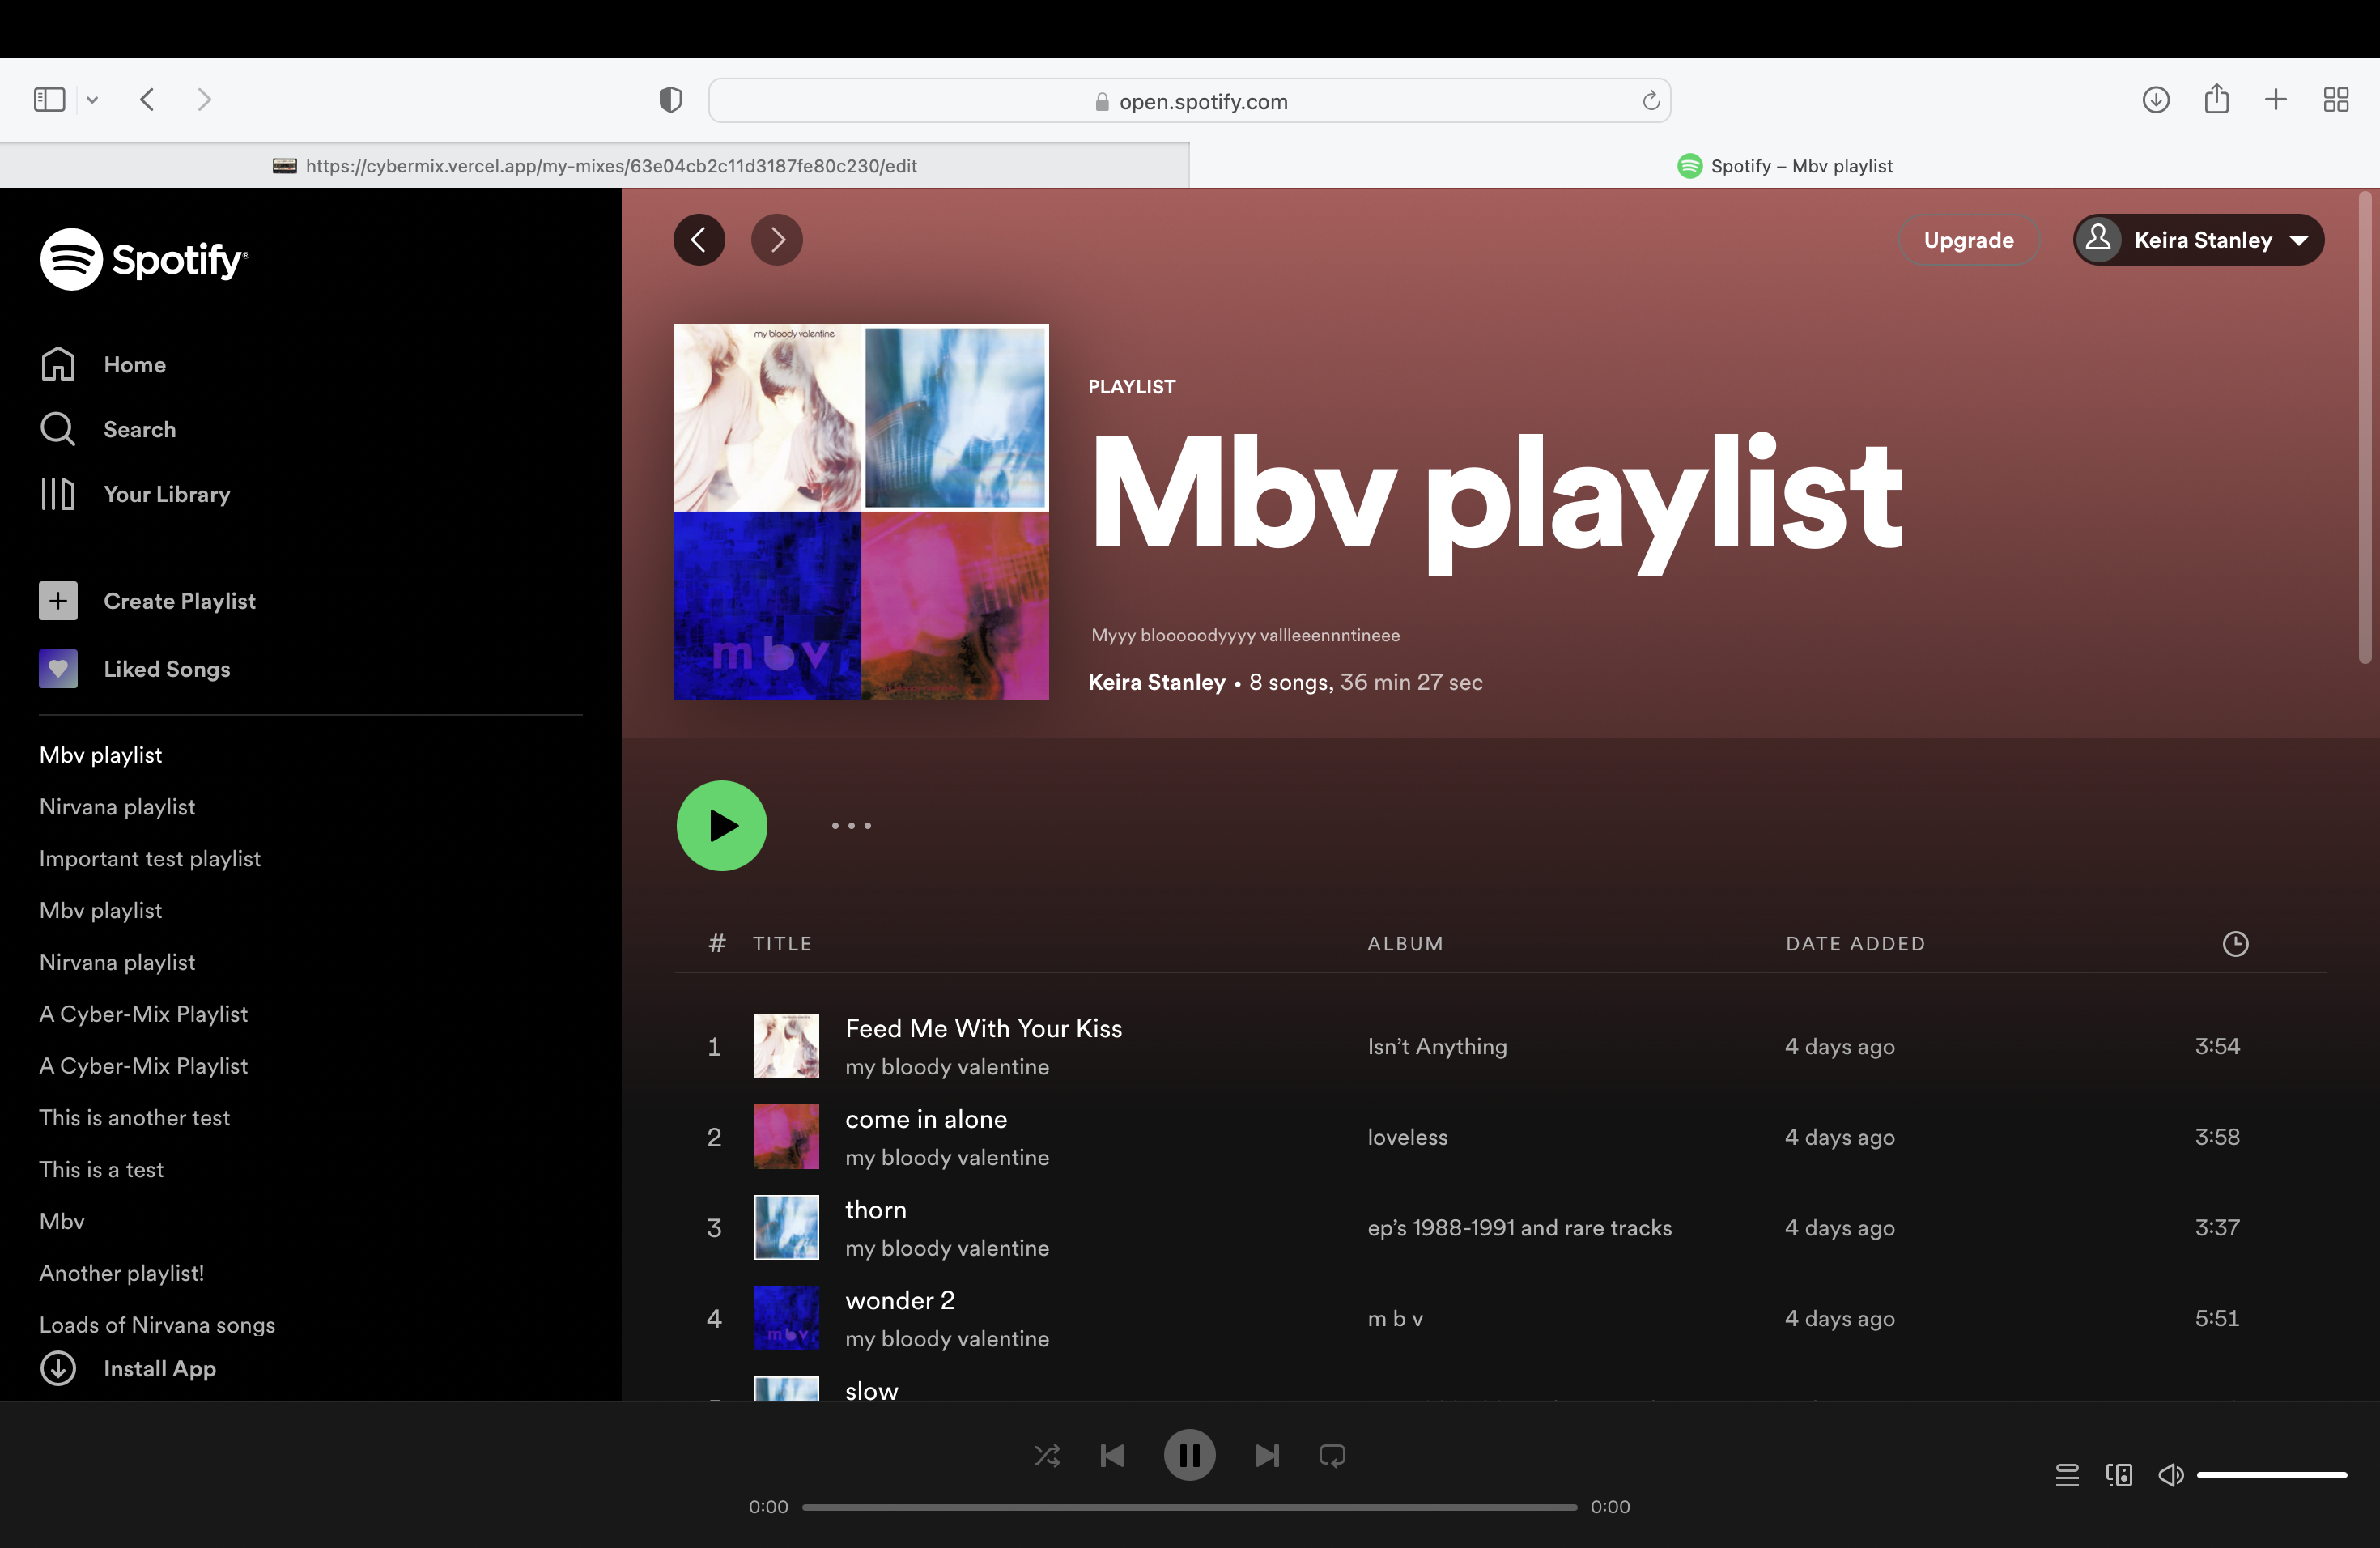 open.spotify.com
https://cybermix.vercel.app/my-mixes/63e04cb2c11d3187fe80c230/edit
Spotify – Mbv playlist
Spotify®
Home
Search
Your Library
Create Playlist
Liked Songs
Mbv playlist
Nirvana playlist
Important test playlist
Mbv playlist
Nirvana playlist
A Cyber-Mix Playlist
A Cyber-Mix Playlist
This is another test
This is a test
Mbv
Another playlist!
Loads of Nirvana songs
Install App
Upgrade
Keira Stanley
my bloody valentine
m b v
PLAYLIST
Mbv playlist
Myyy blooooodyyyy vallleeennntineee
Keira Stanley • 8 songs, 36 min 27 sec
# TITLE ALBUM DATE ADDED
1 Feed Me With Your Kiss Isn’t Anything 4 days ago 3:54
my bloody valentine
2 come in alone loveless 4 days ago 3:58
my bloody valentine
3 thorn ep’s 1988-1991 and rare tracks 4 days ago 3:37
my bloody valentine
4 wonder 2 m b v 4 days ago 5:51
my bloody valentine
slow
0:00 0:00